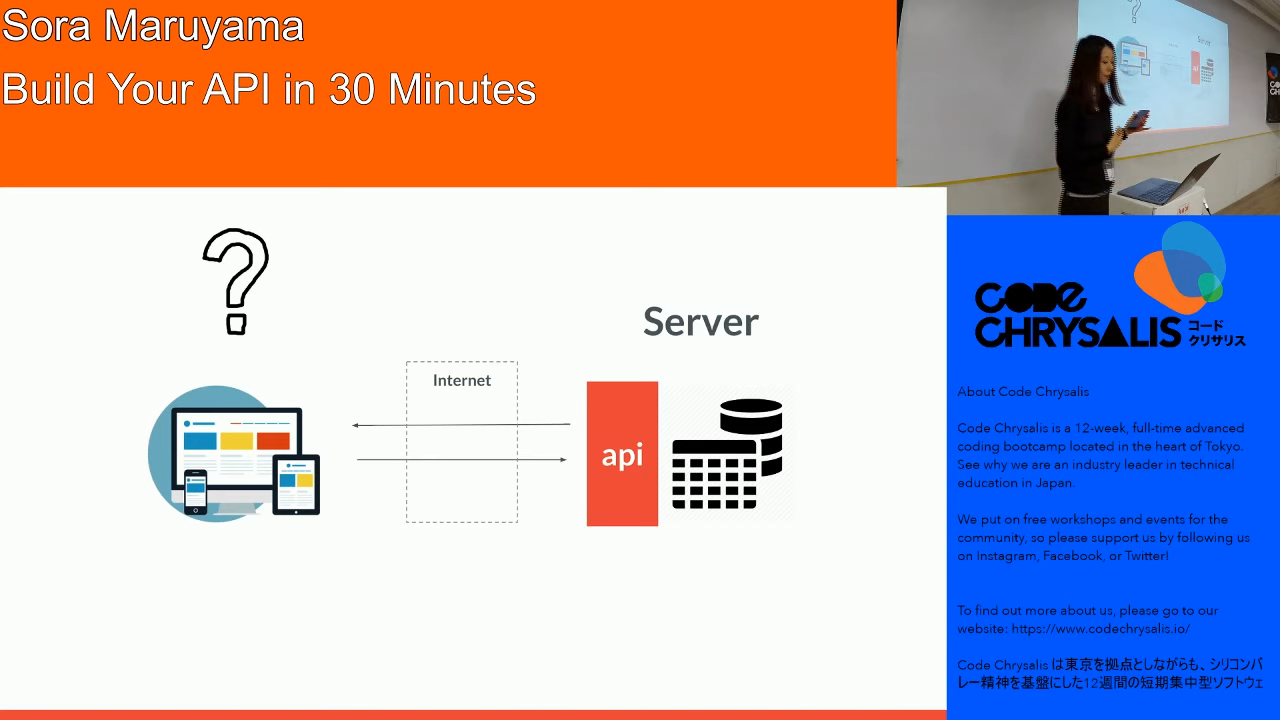 Sora Maruyama
Build Your API in 30 Minutes
Server
Internet
api
CODE
CHRYSALIS コード
クリサリス
About Code Chrysalis
Code Chrysalis is a 12-week, full-time advanced
coding bootcamp located in the heart of Tokyo.
See why we are an industry leader in technical
education in Japan.
We put on free workshops and events for the
community, so please support us by following us
on Instagram, Facebook, or Twitter!
To find out more about us, please go to our
website: https://www.codechrysalis.io/
Code Chrysalis は東京を拠点としながらも、シリコンバ
レー精神を基盤にした12週間の短期集中型ソフトウェ